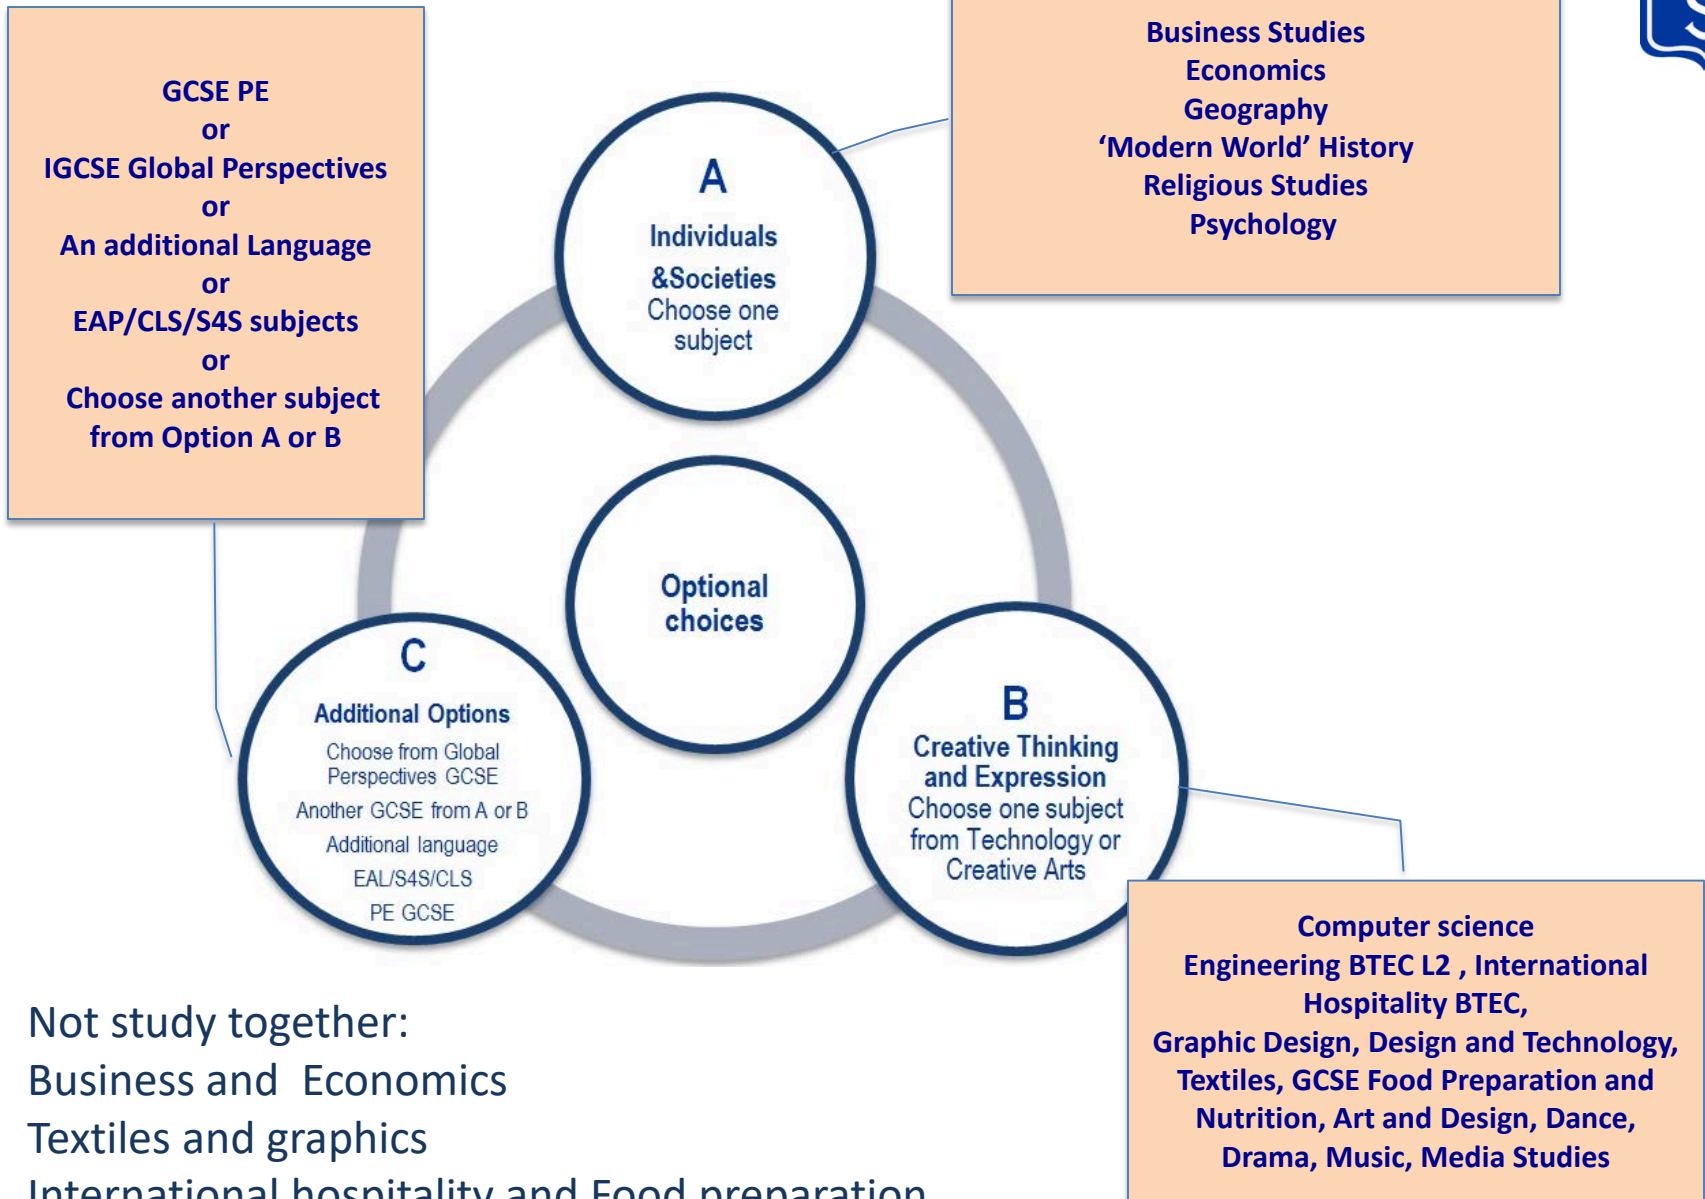 GCSE PE
or
IGCSE Global Perspectives
or
An additional Language
or
EAP/CLS/S4S subjects
or
Choose another subject
from Option A or B
Business Studies
Economics
Geography
‘Modern World’ History
Religious Studies
Psychology
A
Individuals
&Societies
Choose one
subject
Optional
choices
C
Additional Options
Choose from Global
Perspectives GCSE
Another GCSE from A or B
Additional language
EAL/S4S/CLS
PE GCSE
B
Creative Thinking
and Expression
Choose one subject
from Technology or
Creative Arts
Computer science
Engineering BTEC L2 , International
Hospitality BTEC,
Graphic Design, Design and Technology,
Textiles, GCSE Food Preparation and
Nutrition, Art and Design, Dance,
Drama, Music, Media Studies
Not study together:
Business and Economics
Textiles and graphics
International hospitality and Food preparation